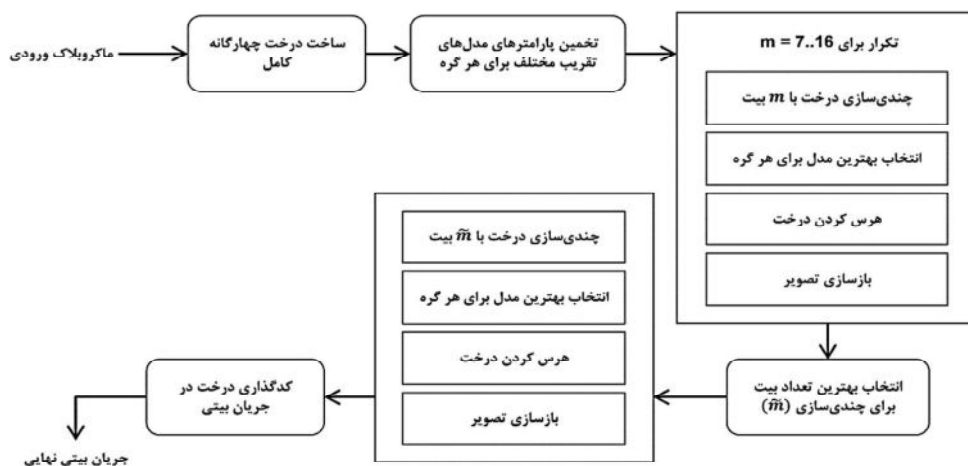 ماکروبلاک ورودی
ساخت درخت چهارگانه
کامل
تخمین پارامترهای مدل‌های
تقریب مختلف برای هر گره
تکرار برای m = 7..16
چندی‌سازی درخت با m بیت
انتخاب بهترین مدل برای هر گره
هرس کردن درخت
بازسازی تصویر
انتخاب بهترین تعداد بیت
برای چندی‌سازی (m̃)
چندی‌سازی درخت با m̃ بیت
انتخاب بهترین مدل برای هر گره
هرس کردن درخت
بازسازی تصویر
کدگذاری درخت در
جریان بیتی
جریان بیتی نهایی